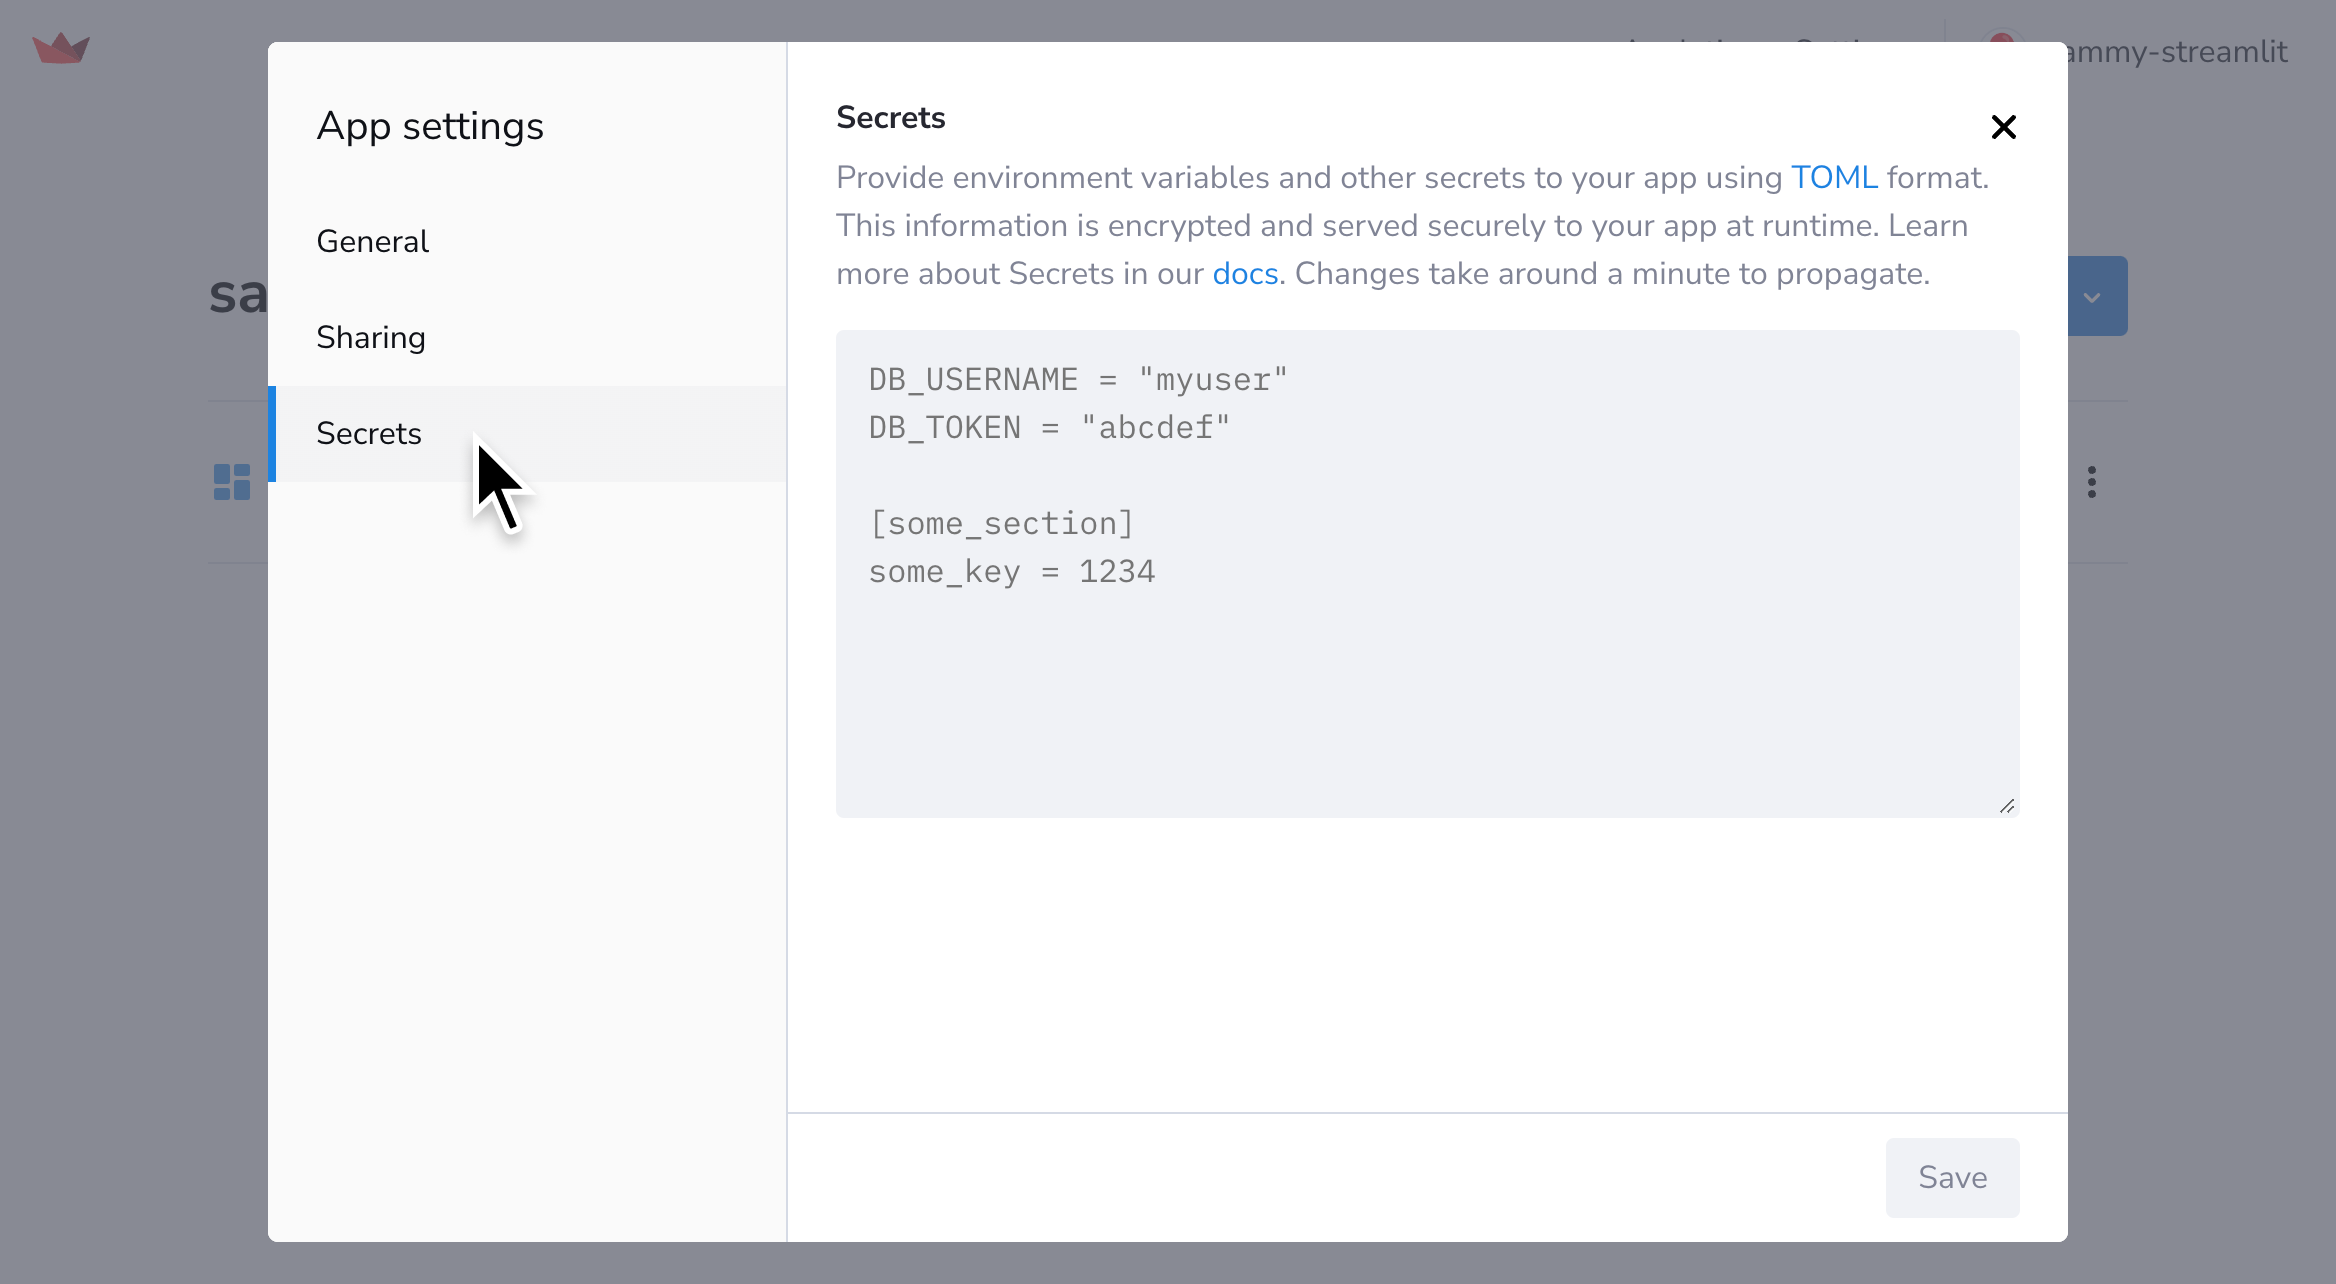 ammy-streamlit
App settings
General
Sharing
Secrets
sa
Secrets
Provide environment variables and other secrets to your app using TOML format.
This information is encrypted and served securely to your app at runtime. Learn
more about Secrets in our docs. Changes take around a minute to propagate.
DB_USERNAME = "myuser"
DB_TOKEN = "abcdef"
[some_section]
some_key = 1234
Save